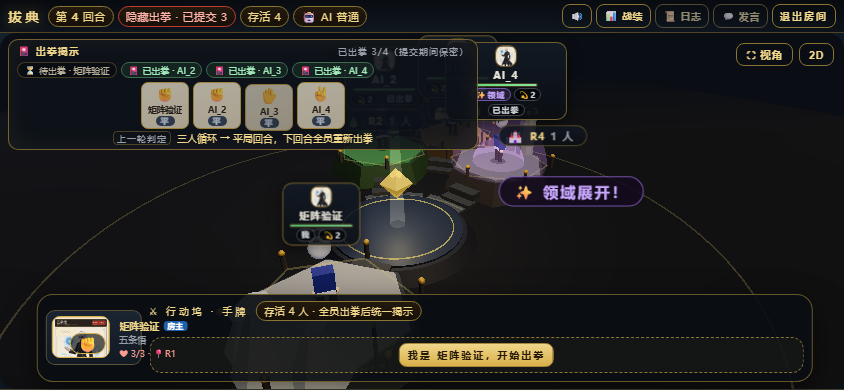 拔典 第 4 回合 隐藏出拳 · 已提交 3 存活 4 AI 普通 战绩 日志 发言 退出房间
出拳揭示 已出拳 3/4（提交期间保密）
待出拳 · 矩阵验证 已出拳 · AI_2 已出拳 · AI_3 已出拳 · AI_4
矩阵验证 AI_2 AI_3 AI_4
平 平 平 平
上一轮判定 三人循环 → 平局回合，下回合全员重新出拳
AI_4
领域 2
已出拳
视角 2D
R4 1 人
领域展开！
矩阵验证
我 2
行动坞 · 手牌 存活 4 人 · 全员出拳后统一揭示
矩阵验证 房主
五条悟
3/3 · R1
我是 矩阵验证，开始出拳